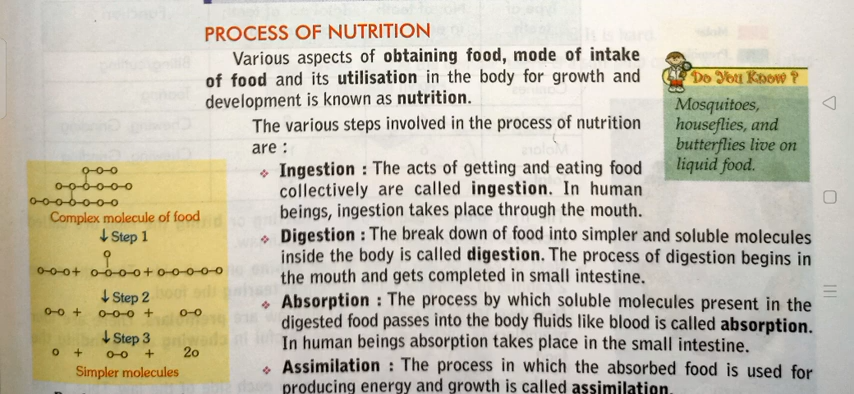 PROCESS OF NUTRITION
Various aspects of obtaining food, mode of intake
of food and its utilisation in the body for growth and
development is known as nutrition.
The various steps involved in the process of nutrition
are :
❖ Ingestion : The acts of getting and eating food
collectively are called ingestion. In human
beings, ingestion takes place through the mouth.
❖ Digestion : The break down of food into simpler and soluble molecules
inside the body is called digestion. The process of digestion begins in
the mouth and gets completed in small intestine.
❖ Absorption : The process by which soluble molecules present in the
digested food passes into the body fluids like blood is called absorption.
In human beings absorption takes place in the small intestine.
❖ Assimilation : The process in which the absorbed food is used for
producing energy and growth is called assimilation.
Do You Know ?
Mosquitoes,
houseflies, and
butterflies live on
liquid food.
Complex molecule of food
↓ Step 1
+ +
↓ Step 2
+ +
↓ Step 3
o + o-o + 2o
Simpler molecules